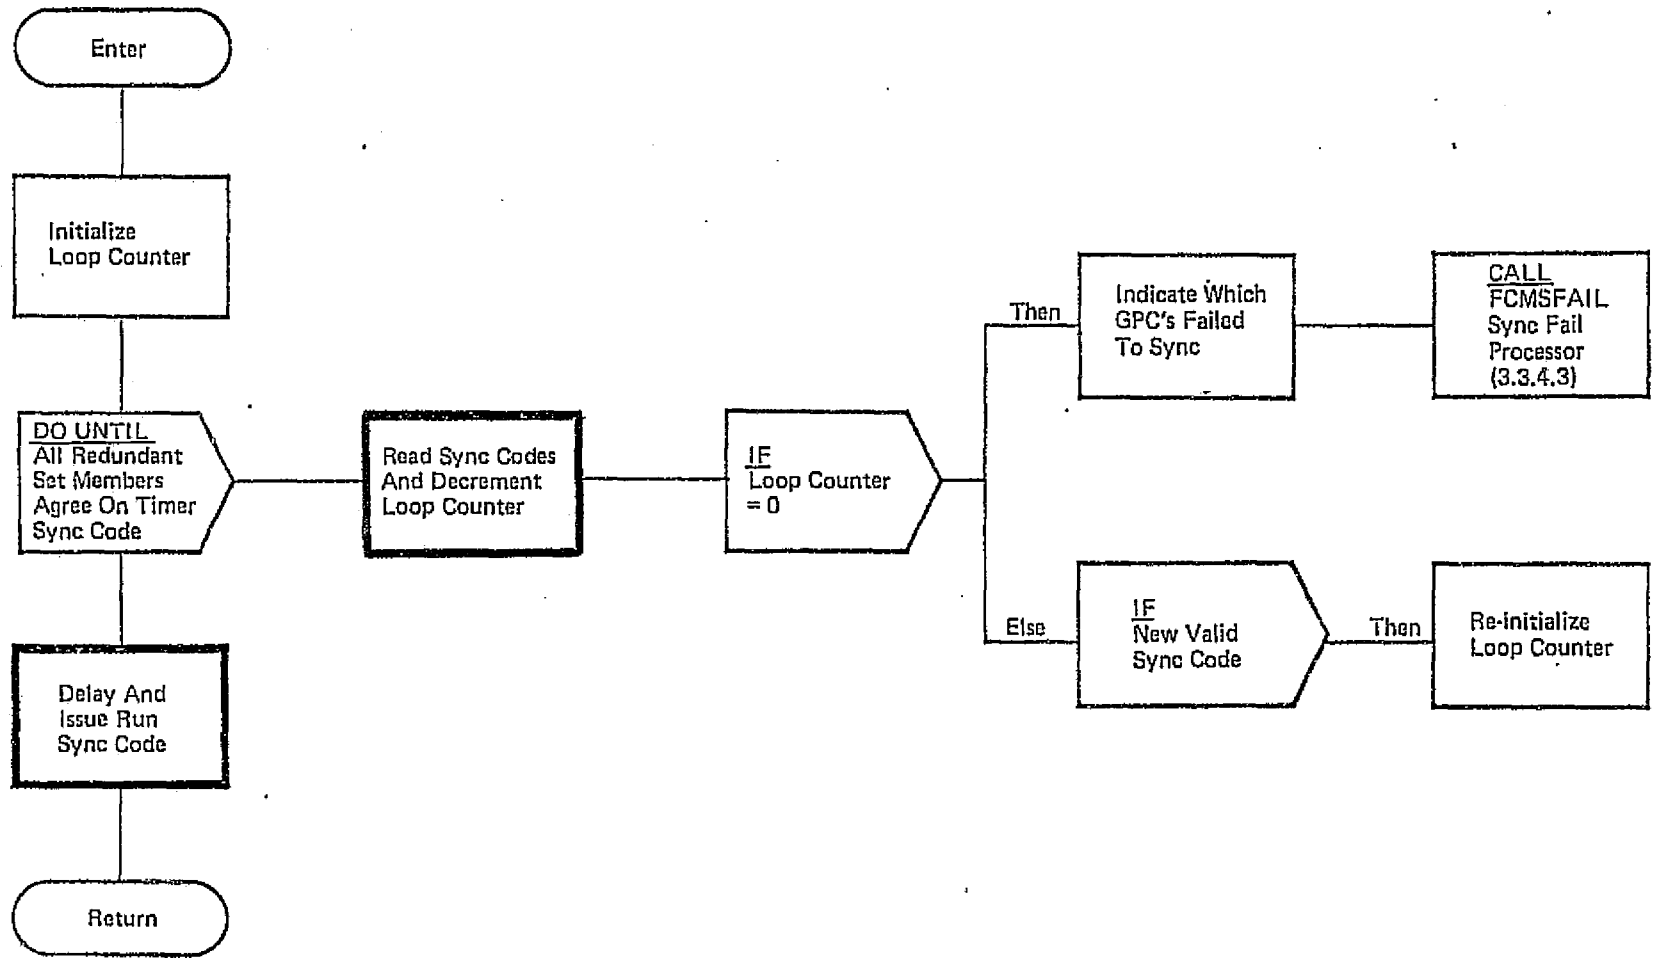 Enter
Initialize
Loop Counter
DO UNTIL
All Redundant
Set Members
Agree On Timer
Sync Code
Read Sync Codes
And Decrement
Loop Counter
IF
Loop Counter
= 0
Then
Indicate Which
GPC's Failed
To Sync
CALL
FCMSFAIL
Sync Fail
Processor
(3.3.4.3)
Else
IF
New Valid
Sync Code
Then
Re-initialize
Loop Counter
Delay And
Issue Run
Sync Code
Return